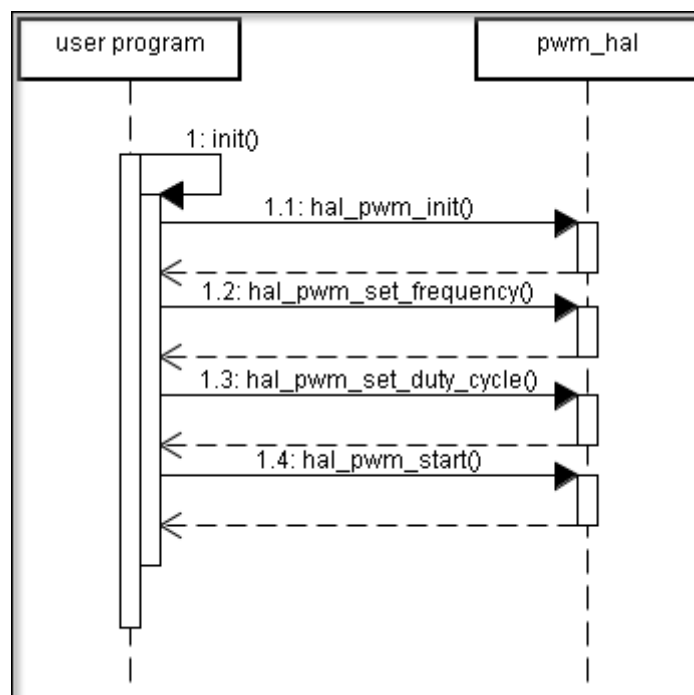 user program
pwm_hal
1: init()
1.1: hal_pwm_init()
1.2: hal_pwm_set_frequency()
1.3: hal_pwm_set_duty_cycle()
1.4: hal_pwm_start()